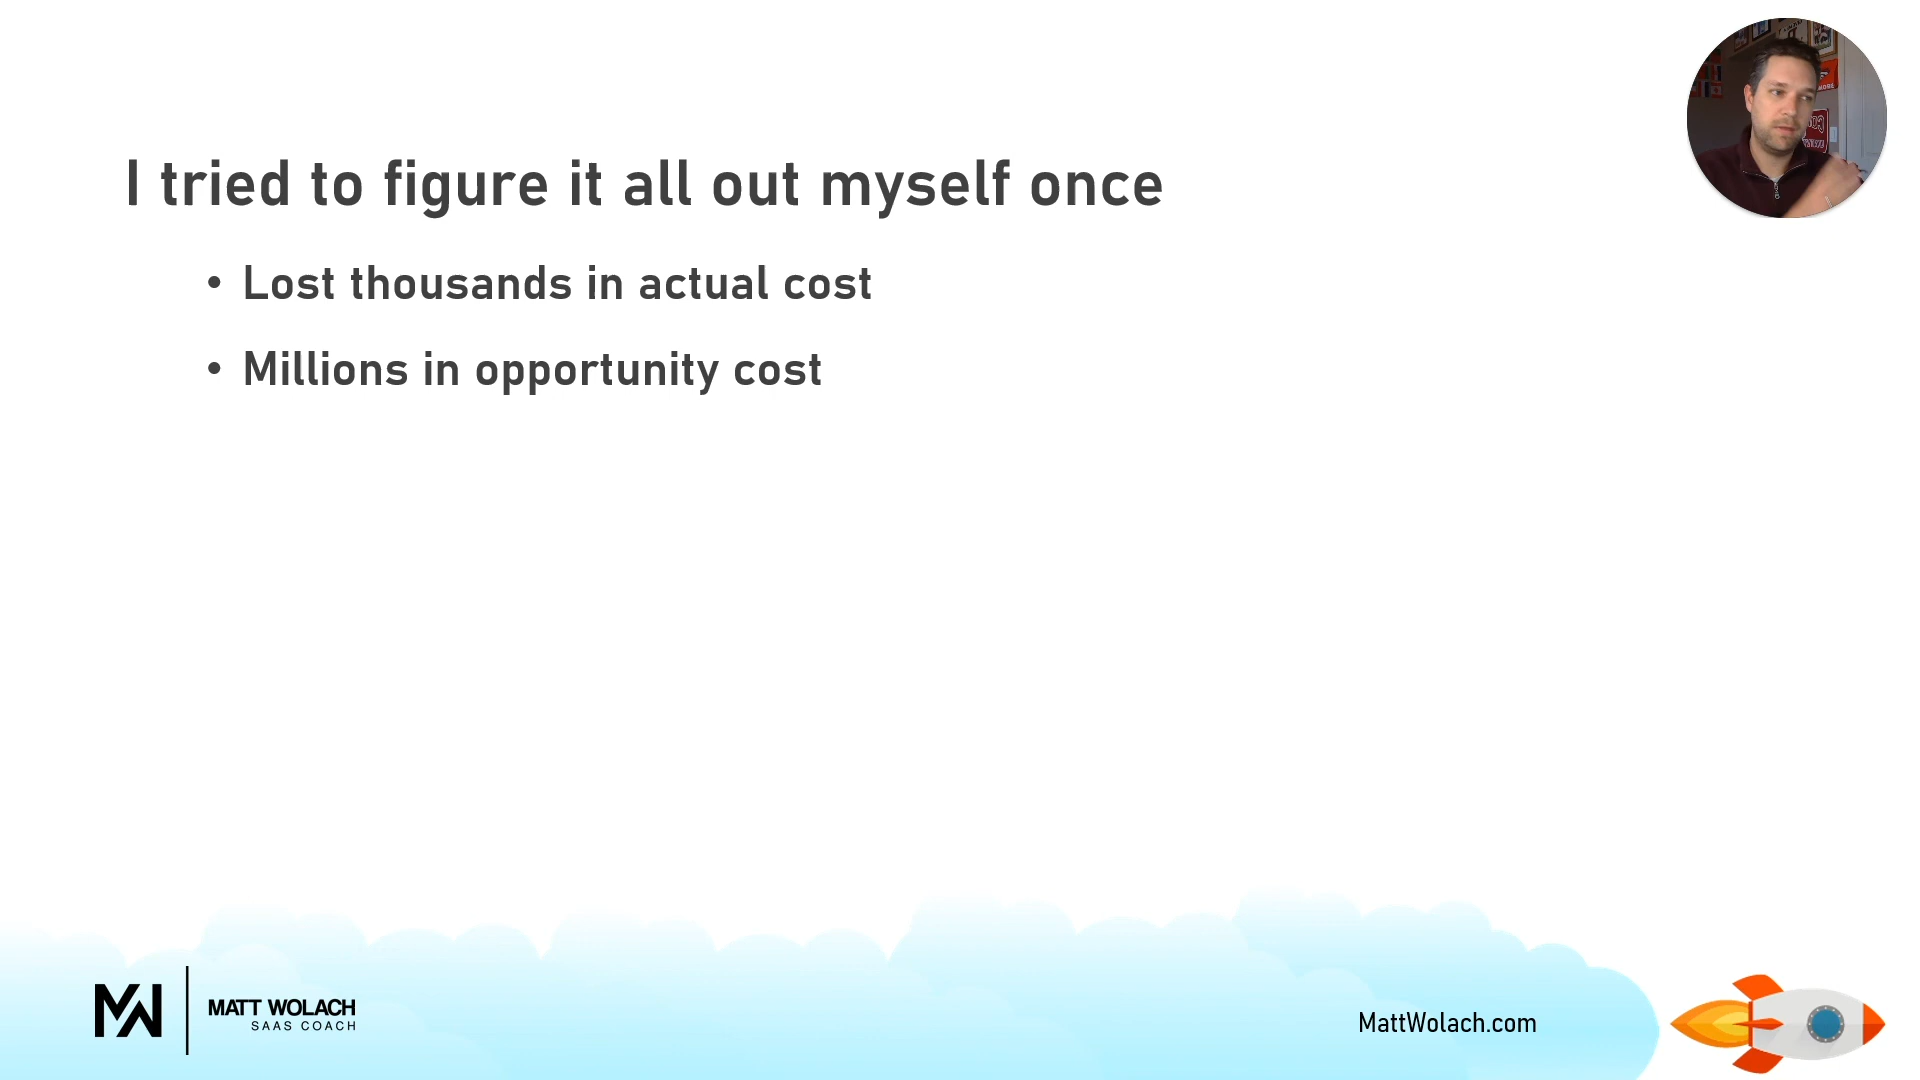 I tried to figure it all out myself once
• Lost thousands in actual cost
• Millions in opportunity cost
MATT WOLACH
SAAS COACH
MattWolach.com